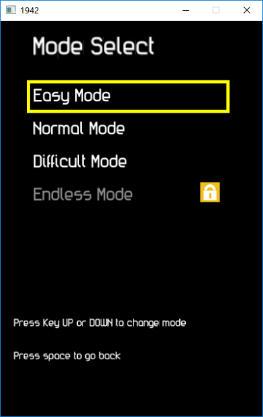 1942
Mode Select
Easy Mode
Normal Mode
Difficult Mode
Endless Mode
Press Key UP or DOWN to change mode
Press space to go back